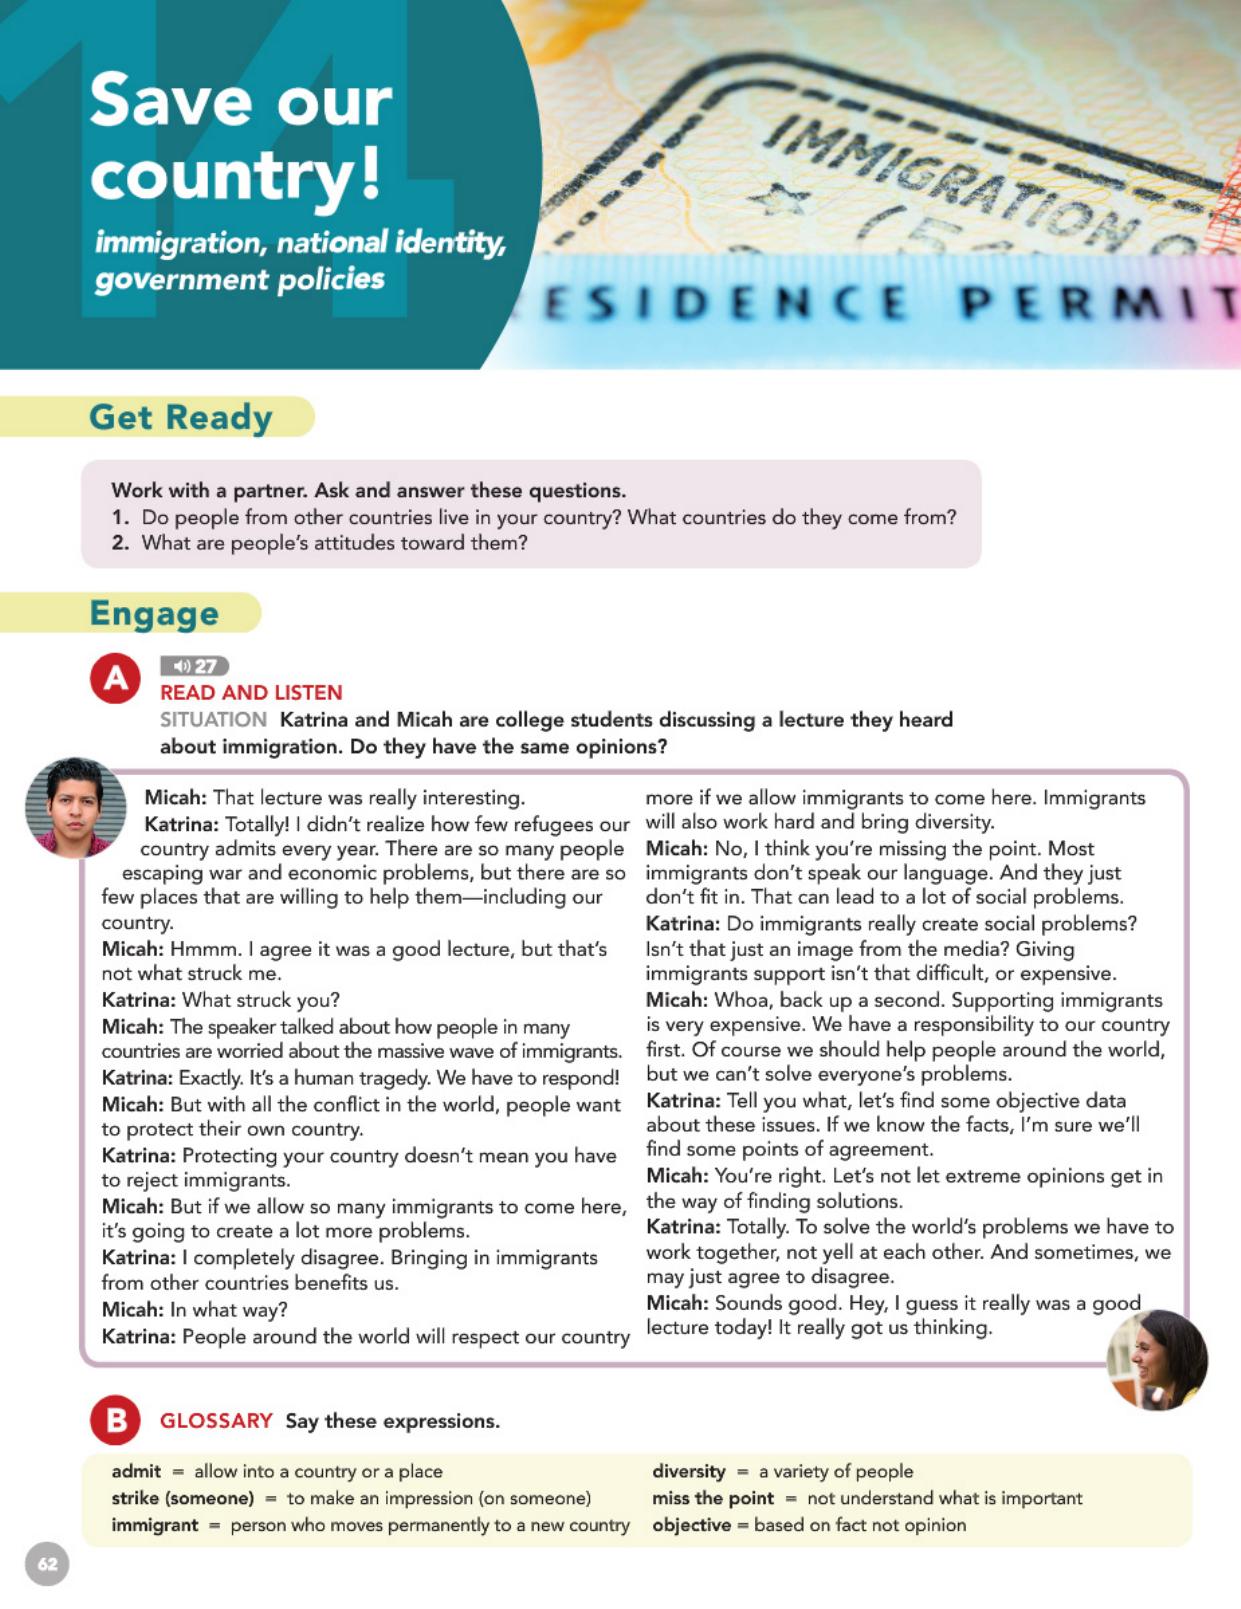 14
Save our
country!
immigration, national identity,
government policies
IMMIGRATION
ESIDENCE PERMIT
Get Ready
Work with a partner. Ask and answer these questions.
1. Do people from other countries live in your country? What countries do they come from?
2. What are people's attitudes toward them?
Engage
A
27
READ AND LISTEN
SITUATION Katrina and Micah are college students discussing a lecture they heard
about immigration. Do they have the same opinions?
Micah: That lecture was really interesting.
Katrina: Totally! I didn't realize how few refugees our
country admits every year. There are so many people
escaping war and economic problems, but there are so
few places that are willing to help them—including our
country.
Micah: Hmmm. I agree it was a good lecture, but that's
not what struck me.
Katrina: What struck you?
Micah: The speaker talked about how people in many
countries are worried about the massive wave of immigrants.
Katrina: Exactly. It's a human tragedy. We have to respond!
Micah: But with all the conflict in the world, people want
to protect their own country.
Katrina: Protecting your country doesn't mean you have
to reject immigrants.
Micah: But if we allow so many immigrants to come here,
it's going to create a lot more problems.
Katrina: I completely disagree. Bringing in immigrants
from other countries benefits us.
Micah: In what way?
Katrina: People around the world will respect our country
more if we allow immigrants to come here. Immigrants
will also work hard and bring diversity.
Micah: No, I think you're missing the point. Most
immigrants don't speak our language. And they just
don't fit in. That can lead to a lot of social problems.
Katrina: Do immigrants really create social problems?
Isn't that just an image from the media? Giving
immigrants support isn't that difficult, or expensive.
Micah: Whoa, back up a second. Supporting immigrants
is very expensive. We have a responsibility to our country
first. Of course we should help people around the world,
but we can't solve everyone's problems.
Katrina: Tell you what, let's find some objective data
about these issues. If we know the facts, I'm sure we'll
find some points of agreement.
Micah: You're right. Let's not let extreme opinions get in
the way of finding solutions.
Katrina: Totally. To solve the world's problems we have to
work together, not yell at each other. And sometimes, we
may just agree to disagree.
Micah: Sounds good. Hey, I guess it really was a good
lecture today! It really got us thinking.
B
GLOSSARY Say these expressions.
admit = allow into a country or a place
strike (someone) = to make an impression (on someone)
immigrant = person who moves permanently to a new country
diversity = a variety of people
miss the point = not understand what is important
objective = based on fact not opinion
62